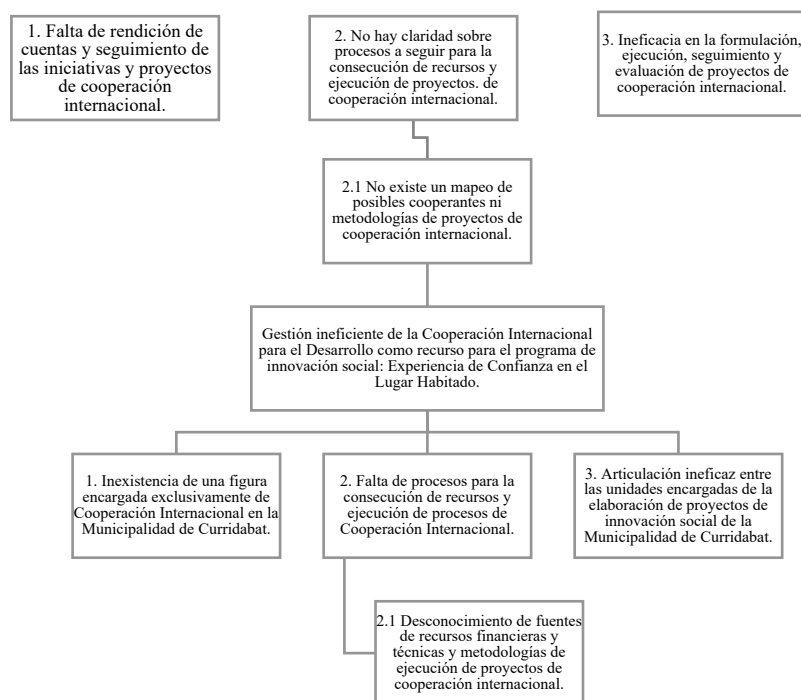 1. Falta de rendición de
cuentas y seguimiento de
las iniciativas y proyectos
de cooperación
internacional.
2. No hay claridad sobre
procesos a seguir para la
consecución de recursos y
ejecución de proyectos. de
cooperación internacional.
3. Ineficacia en la formulación,
ejecución, seguimiento y
evaluación de proyectos de
cooperación internacional.
2.1 No existe un mapeo de
posibles cooperantes ni
metodologías de proyectos de
cooperación internacional.
Gestión ineficiente de la Cooperación Internacional
para el Desarrollo como recurso para el programa de
innovación social: Experiencia de Confianza en el
Lugar Habitado.
1. Inexistencia de una figura
encargada exclusivamente de
Cooperación Internacional en la
Municipalidad de Curridabat.
2. Falta de procesos para la
consecución de recursos y
ejecución de procesos de
Cooperación Internacional.
3. Articulación ineficaz entre
las unidades encargadas de la
elaboración de proyectos de
innovación social de la
Municipalidad de Curridabat.
2.1 Desconocimiento de fuentes
de recursos financieras y
técnicas y metodologías de
ejecución de proyectos de
cooperación internacional.